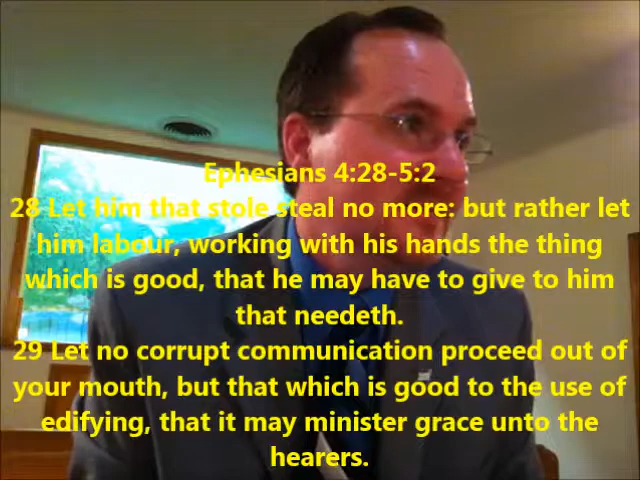 Ephesians 4:28-5:2
28 Let him that stole steal no more: but rather let
him labour, working with his hands the thing
which is good, that he may have to give to him
that needeth.
29 Let no corrupt communication proceed out of
your mouth, but that which is good to the use of
edifying, that it may minister grace unto the
hearers.